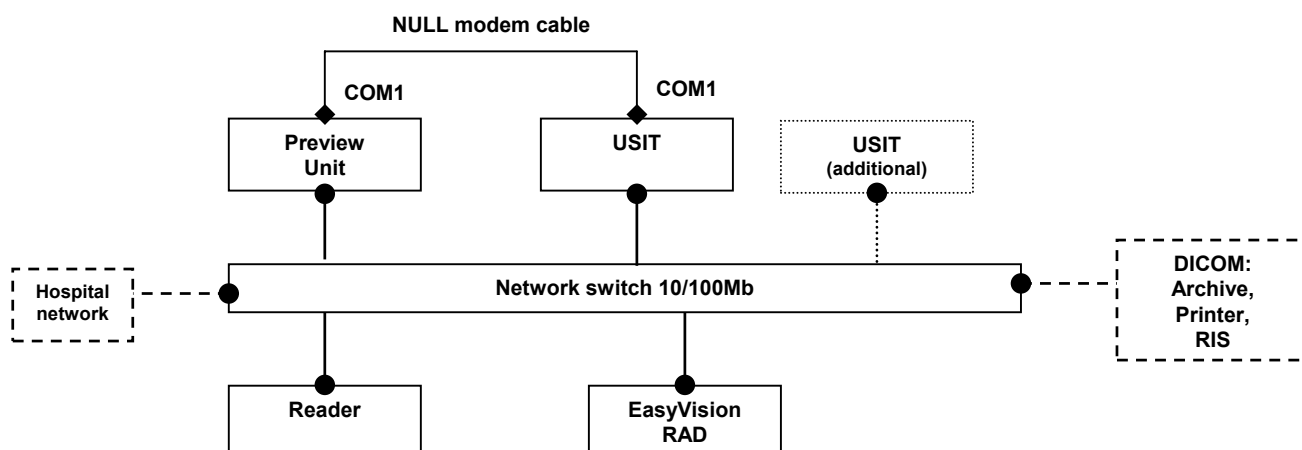 NULL modem cable
COM1
COM1
Preview
Unit
USIT
USIT
(additional)
Hospital
network
Network switch 10/100Mb
DICOM:
Archive,
Printer,
RIS
Reader
EasyVision
RAD